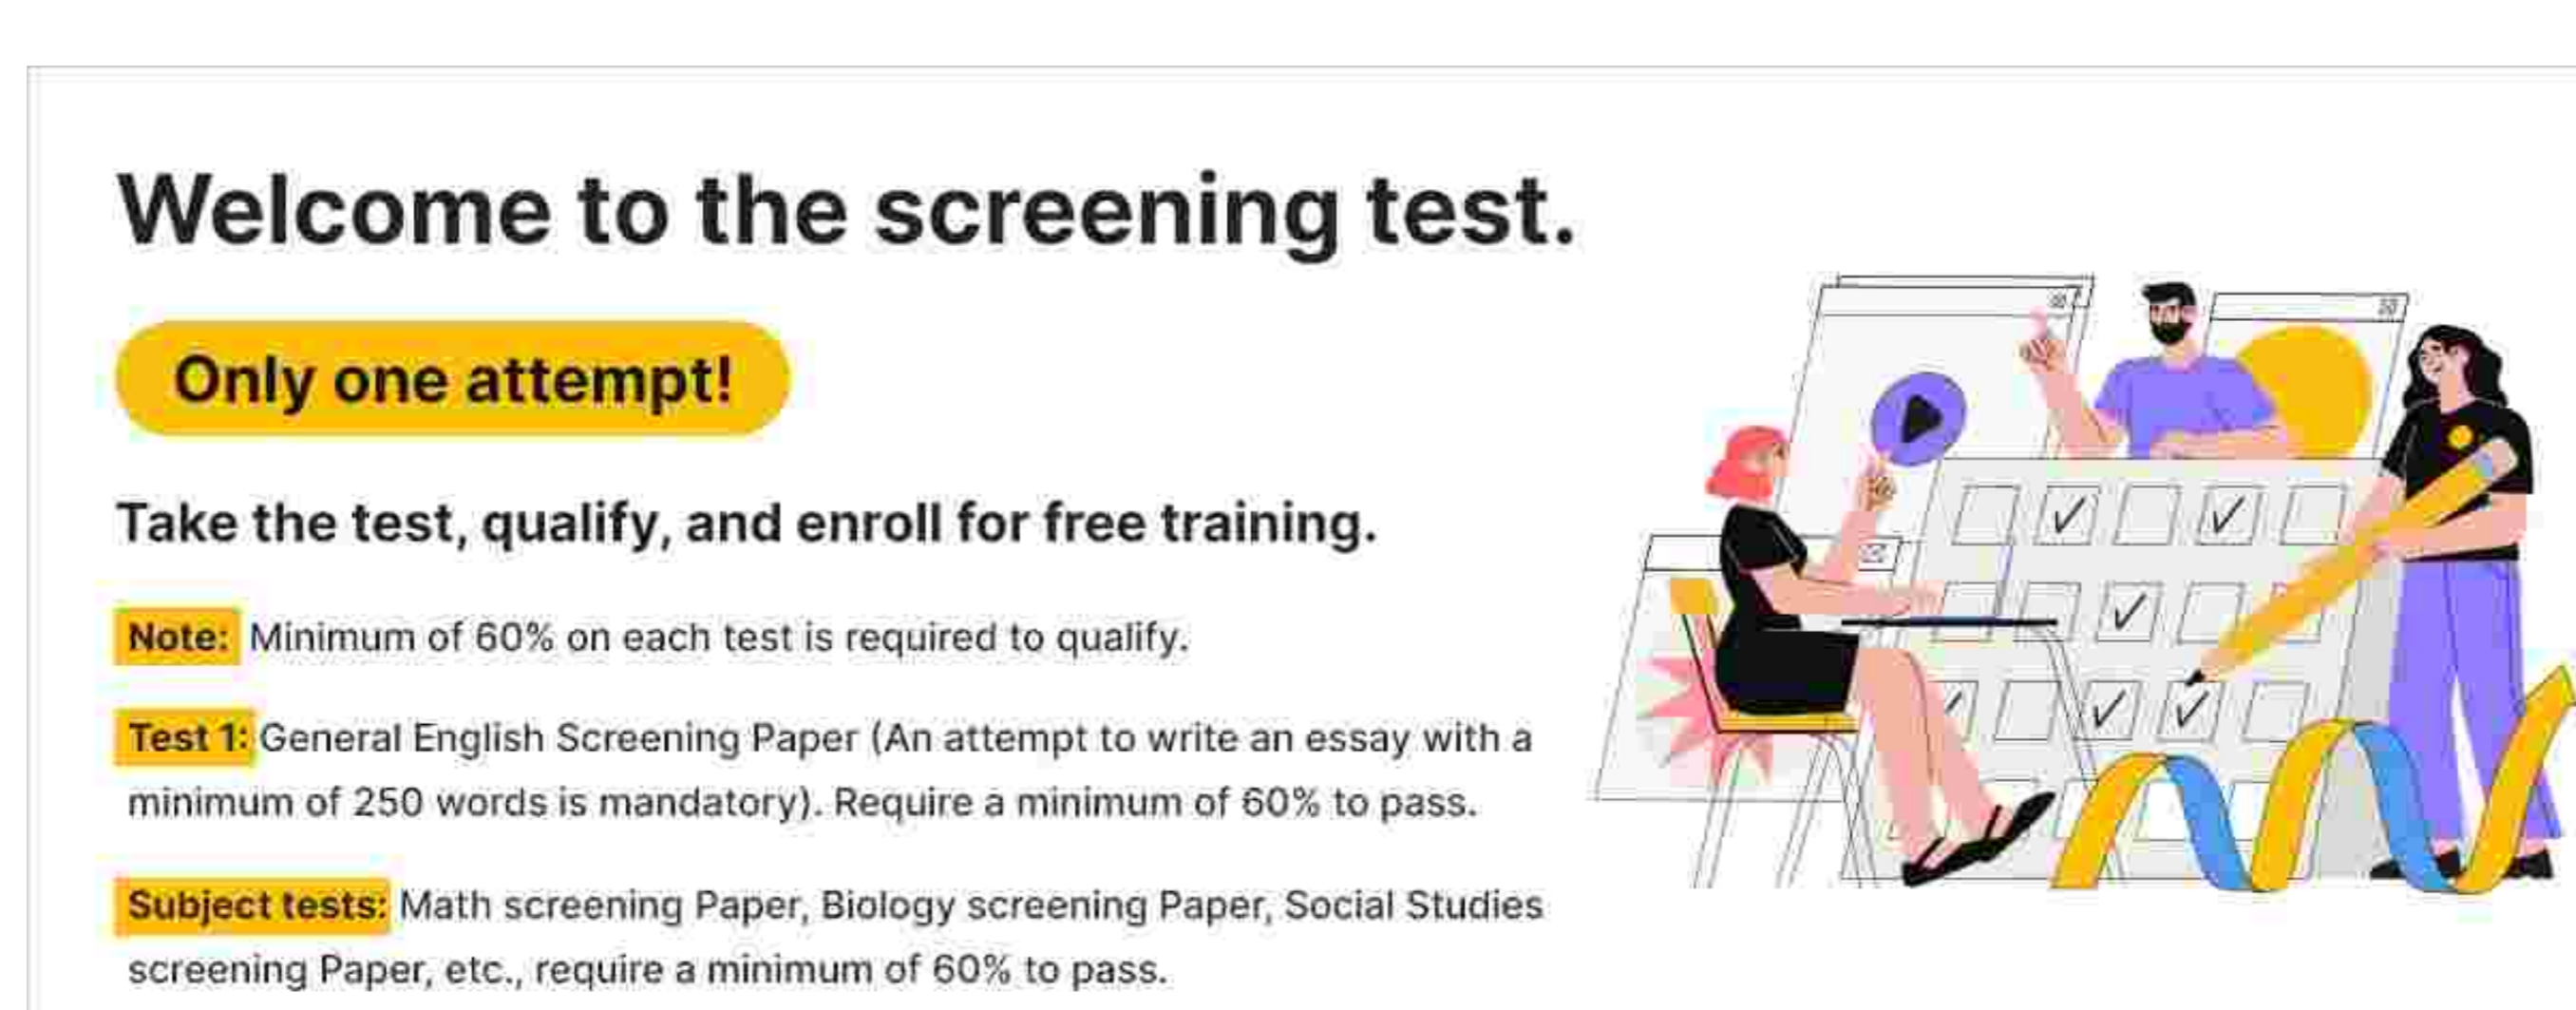 Welcome to the screening test.
Only one attempt!
Take the test, qualify, and enroll for free training.
Note: Minimum of 60% on each test is required to qualify.
Test 1: General English Screening Paper (An attempt to write an essay with a
minimum of 250 words is mandatory). Require a minimum of 60% to pass.
Subject tests: Math screening Paper, Biology screening Paper, Social Studies
screening Paper, etc., require a minimum of 60% to pass.